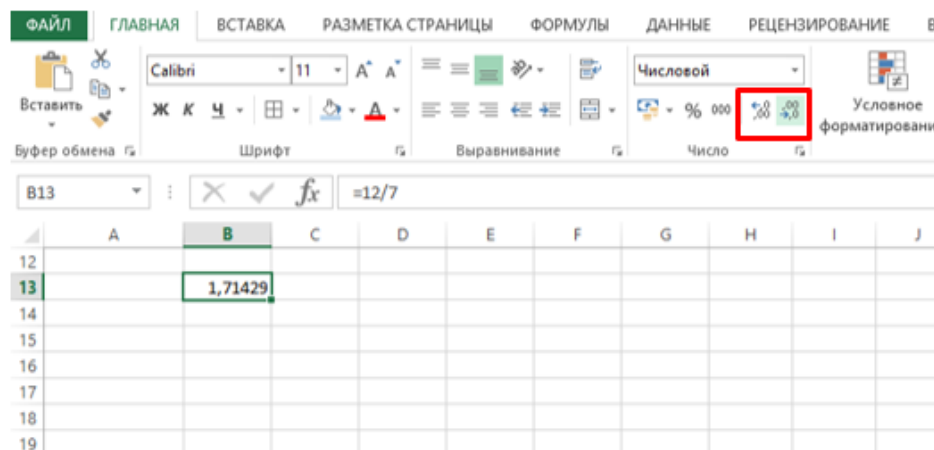 ФАЙЛ ГЛАВНАЯ ВСТАВКА РАЗМЕТКА СТРАНИЦЫ ФОРМУЛЫ ДАННЫЕ РЕЦЕНЗИРОВАНИЕ
Вставить
Calibri 11
Ж К Ч
A
Числовой
% 000
Условное
форматировани
Буфер обмена Шрифт Выравнивание Число
B13 fx =12/7
A B C D E F G H I J
12
13 1,71429
14
15
16
17
18
19